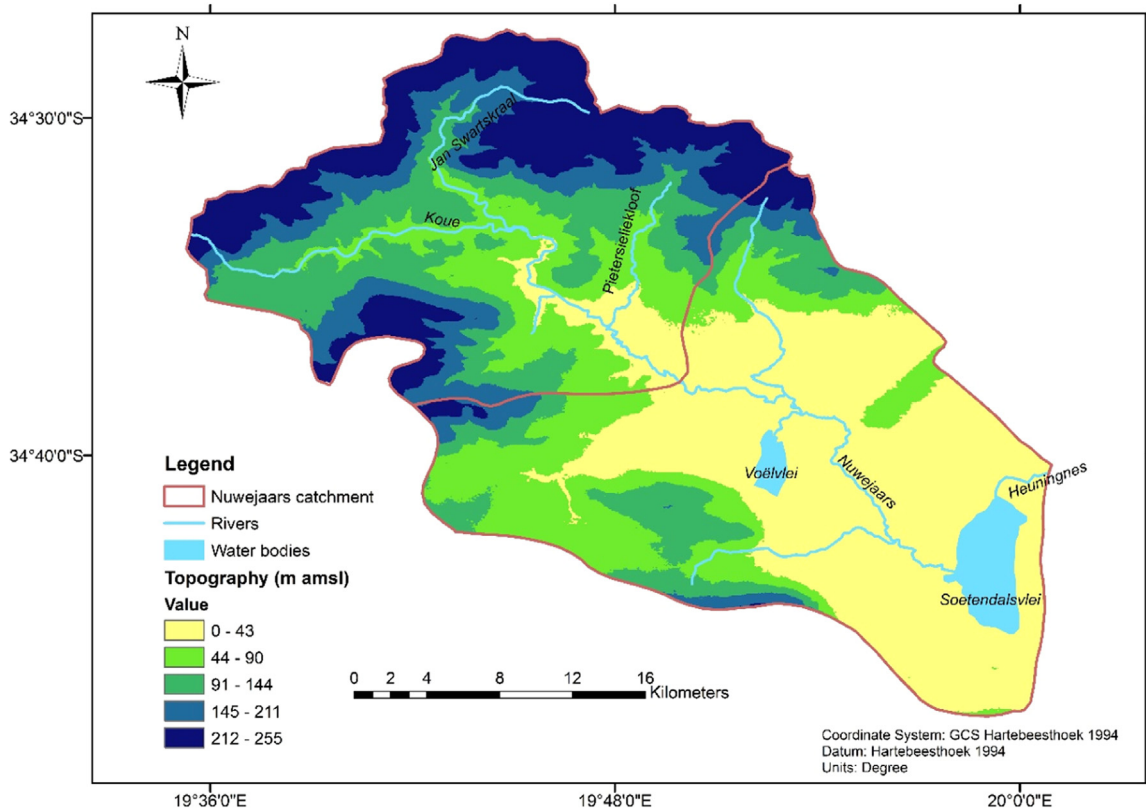 N
34°30'0"S
Jan Swartskraal
Koue
Pietersieliekloof
34°40'0"S
Voëlvlei
Nuwejaars
Heuningnes
Soetendalsvlei
Legend
Nuwejaars catchment
Rivers
Water bodies
Topography (m amsl)
Value
0 - 43
44 - 90
91 - 144
145 - 211
212 - 255
0 2 4 8 12 16
Kilometers
Coordinate System: GCS Hartebeesthoek 1994
Datum: Hartebeesthoek 1994
Units: Degree
19°36'0"E 19°48'0"E 20°0'0"E